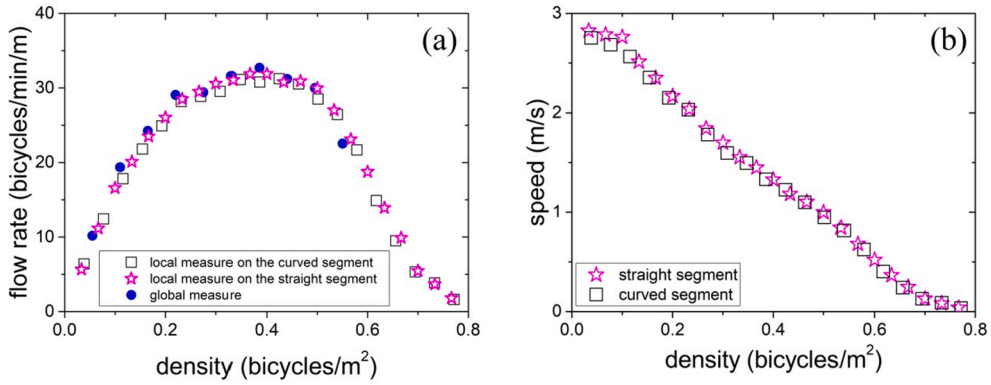 (a)
40
30
20
10
0
flow rate (bicycles/min/m)
local measure on the curved segment
local measure on the straight segment
global measure
0.0 0.2 0.4 0.6 0.8
density (bicycles/m²)
(b)
3
2
1
0
speed (m/s)
straight segment
curved segment
0.0 0.2 0.4 0.6 0.8
density (bicycles/m²)